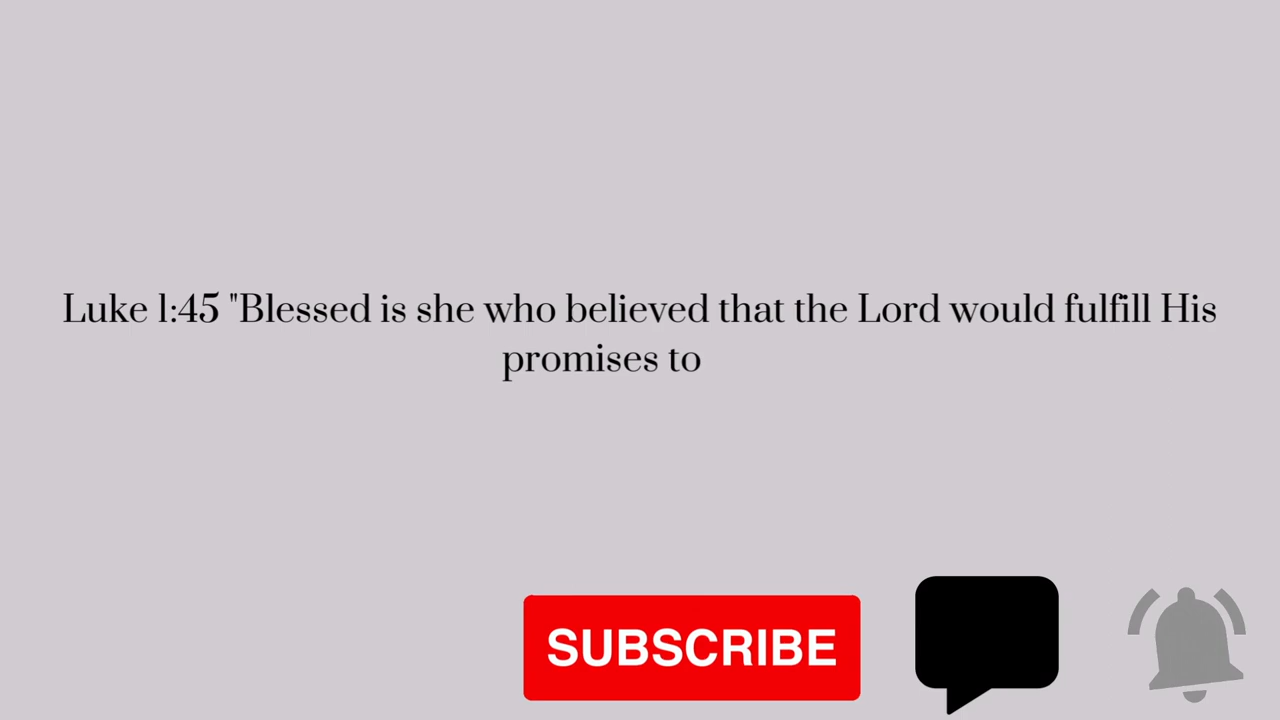 Luke 1:45 "Blessed is she who believed that the Lord would fulfill His
promises to
SUBSCRIBE